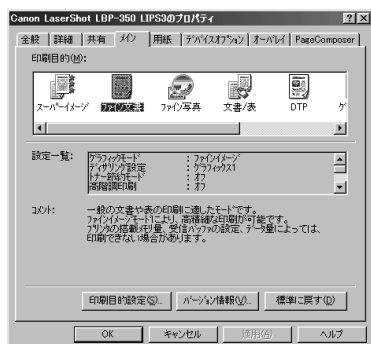 Canon LaserShot LBP-350 LIPS3のプロパティ
全般 詳細 共有 メイン 用紙 デバイスオプション オーバレイ PageComposer
印刷目的(M):
スーパーイメージ ファイン文書 ファイン写真 文書/表 DTP
設定一覧:
グラフィックモード : ファインイメージ
ディザリング設定 : グラフィックス1
トナー節約モード : オフ
高階調印刷 : オフ
コメント: 一般の文書や表の印刷に適したモードです。
ファインイメージモードにより、高精細な印刷が可能です。
プリンタの搭載メモリ量、受信バッファの設定、データ量によっては、
印刷できない場合があります。
印刷目的設定(S)... バージョン情報(V)... 標準に戻す(D)
OK キャンセル 適用(A) ヘルプ